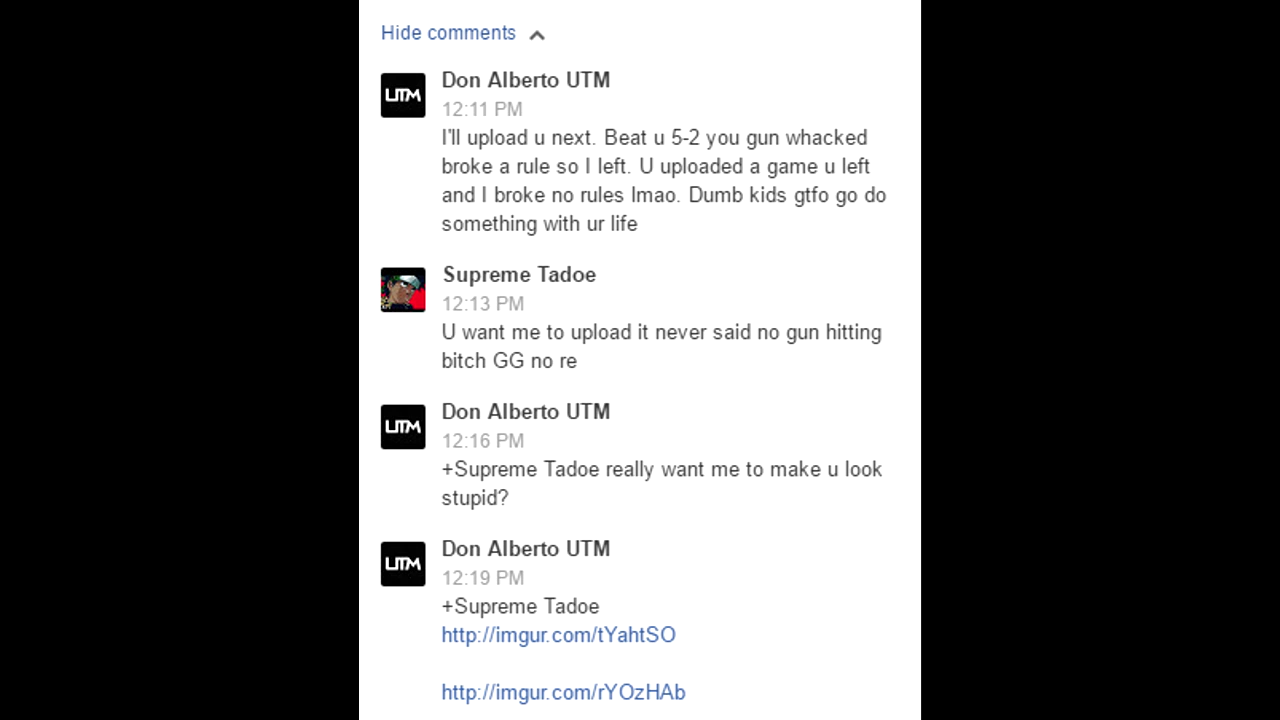 Hide comments
UTM
Don Alberto UTM
12:11 PM
I'll upload u next. Beat u 5-2 you gun whacked
broke a rule so I left. U uploaded a game u left
and I broke no rules lmao. Dumb kids gtfo go do
something with ur life
Supreme Tadoe
12:13 PM
U want me to upload it never said no gun hitting
bitch GG no re
UTM
Don Alberto UTM
12:16 PM
+Supreme Tadoe really want me to make u look
stupid?
UTM
Don Alberto UTM
12:19 PM
+Supreme Tadoe
http://imgur.com/tYahtSO
http://imgur.com/rYOzHAb